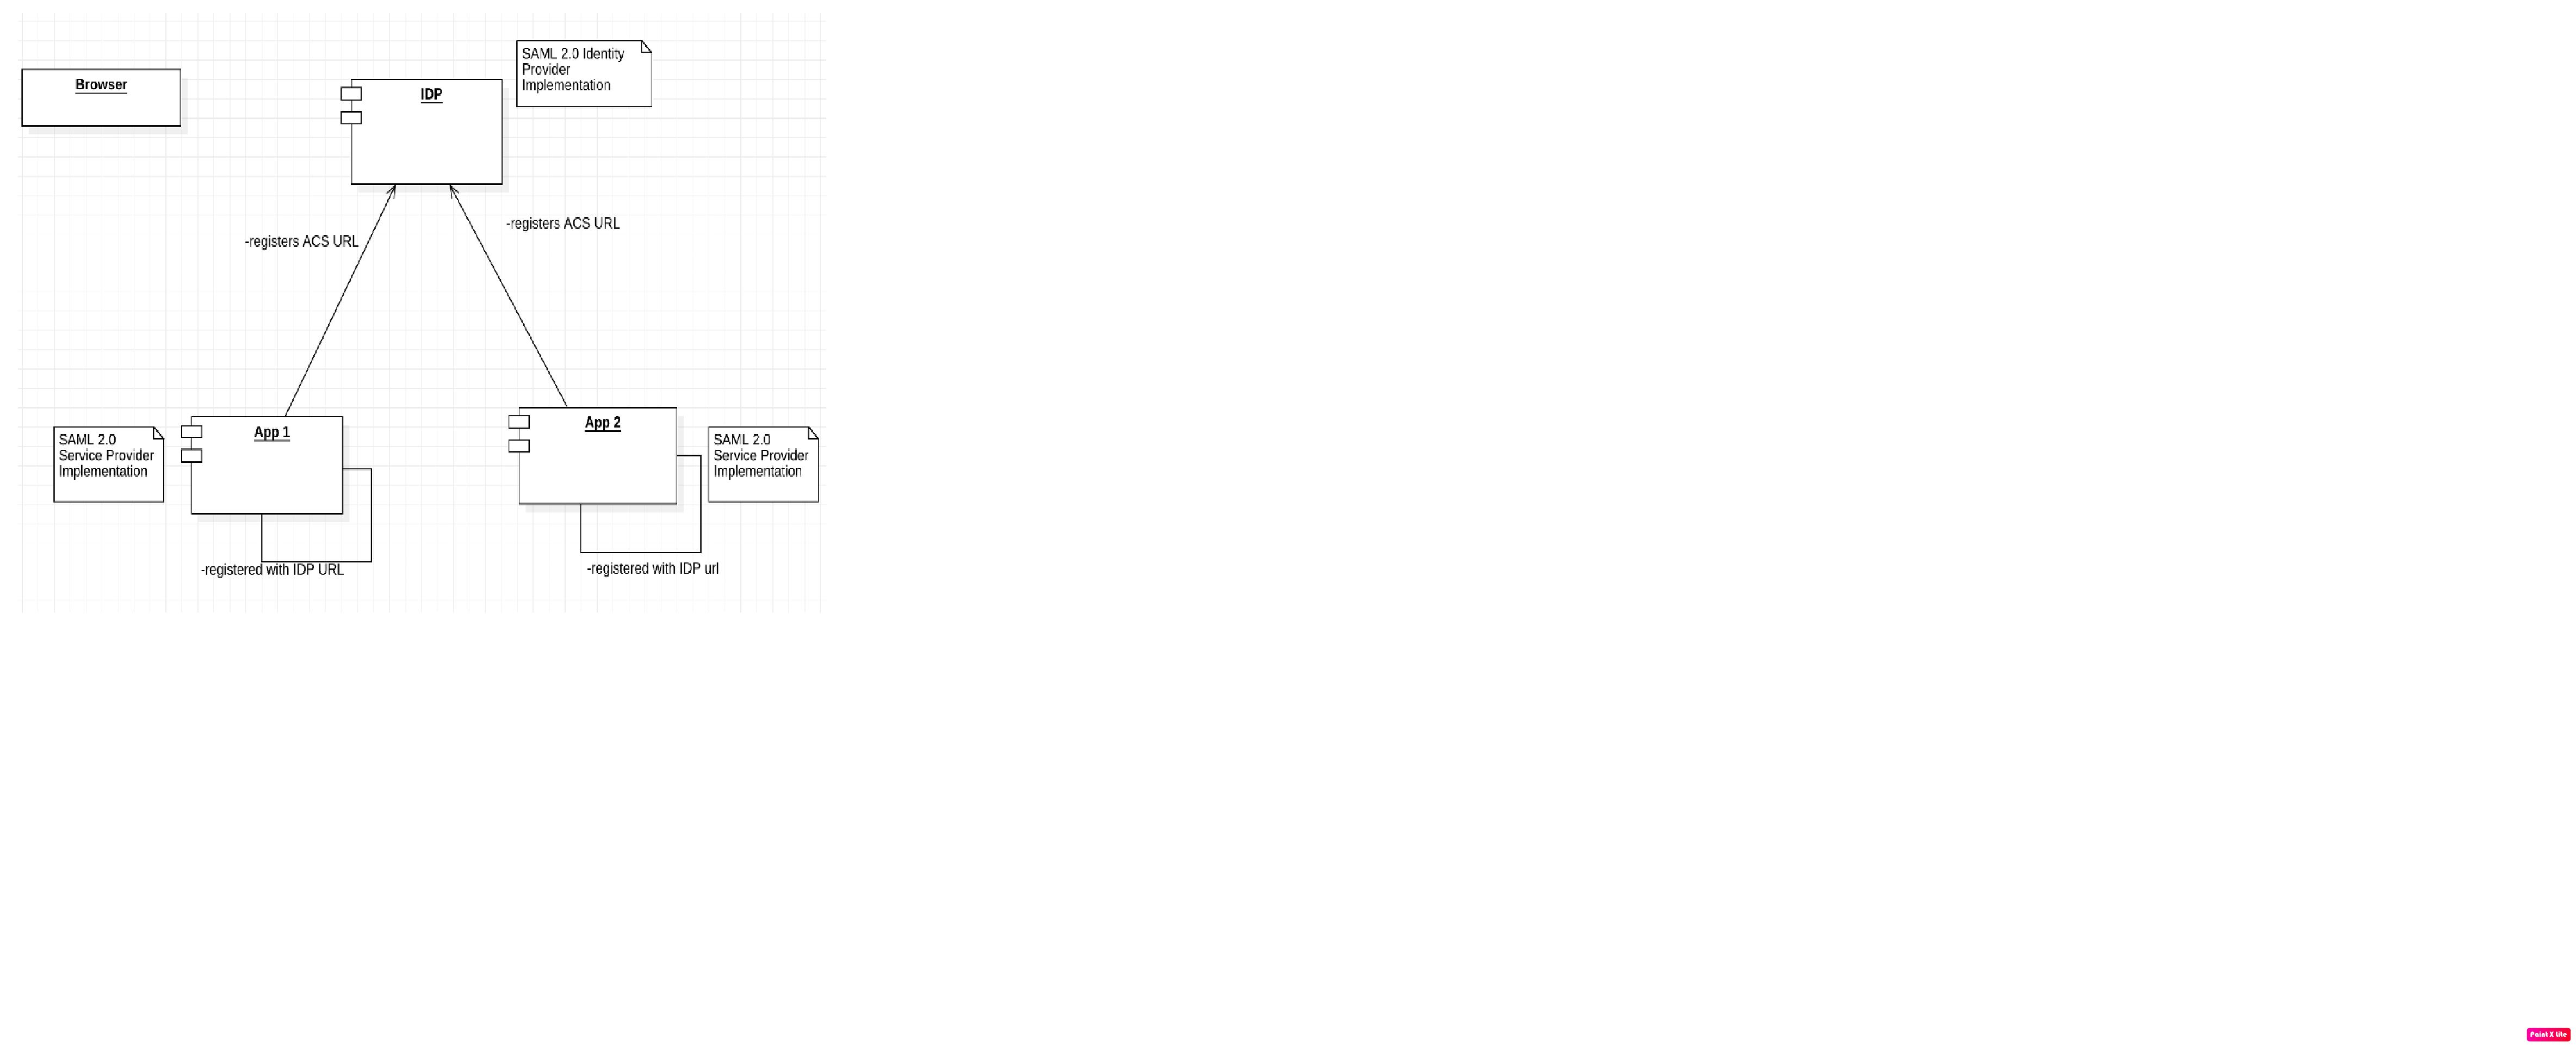 SAML 2.0 Identity
Provider
Implementation
Browser
IDP
-registers ACS URL
-registers ACS URL
App 1
App 2
SAML 2.0
Service Provider
Implementation
SAML 2.0
Service Provider
Implementation
-registered with IDP URL
-registered with IDP url
Paint X Lite